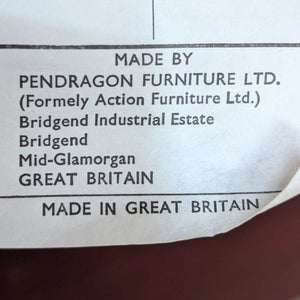 MADE BY
PENDRAGON FURNITURE LTD.
(Formely Action Furniture Ltd.)
Bridgend Industrial Estate
Bridgend
Mid-Glamorgan
GREAT BRITAIN
MADE IN GREAT BRITAIN